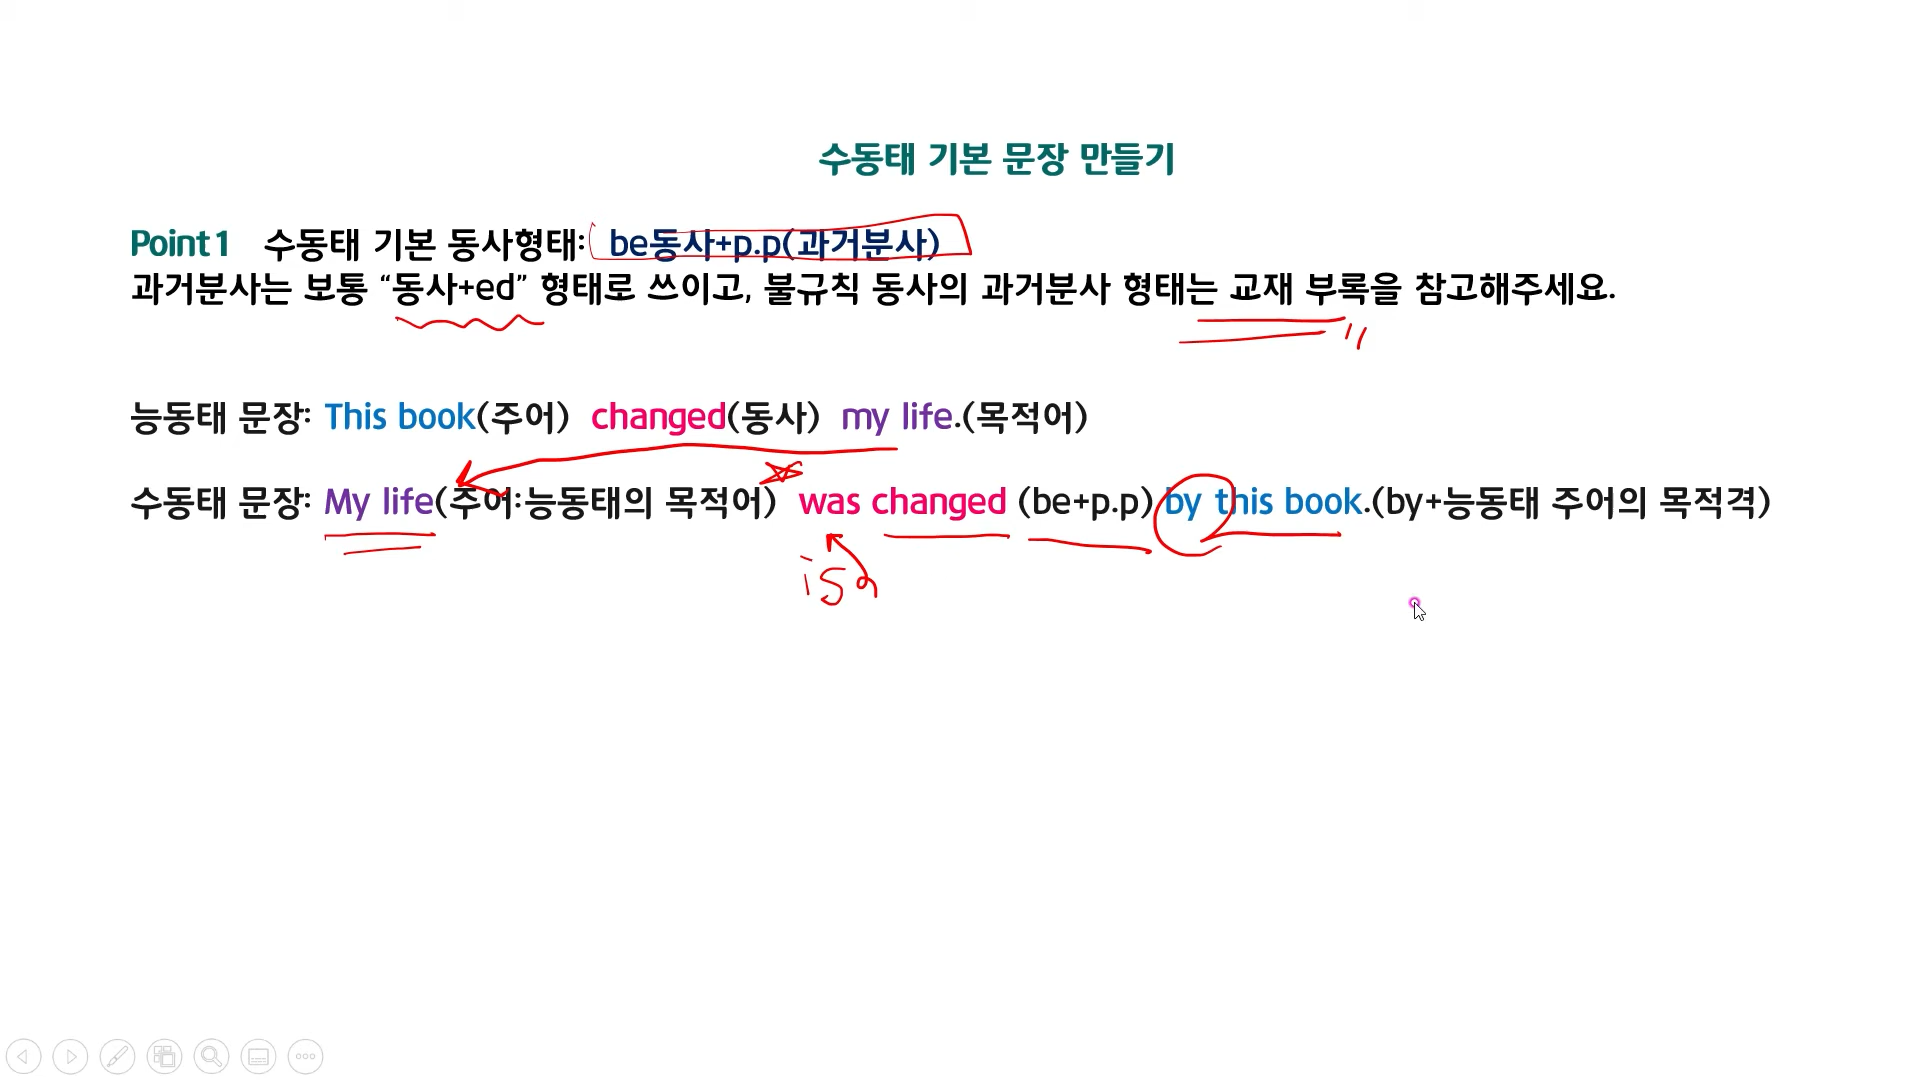 수동태 기본 문장 만들기
Point1 수동태 기본 동사형태: be동사+p.p(과거분사)
과거분사는 보통 “동사+ed” 형태로 쓰이고, 불규칙 동사의 과거분사 형태는 교재 부록을 참고해주세요.
능동태 문장: This book(주어) changed(동사) my life.(목적어)
수동태 문장: My life(주어:능동태의 목적어) was changed (be+p.p) by this book.(by+능동태 주어의 목적격)
is